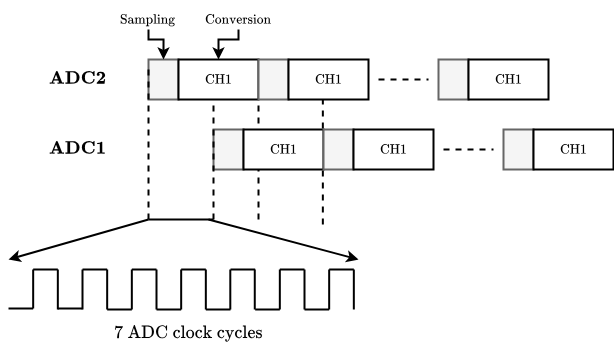 Sampling Conversion
ADC2 CH1 CH1 CH1
ADC1 CH1 CH1 CH1
7 ADC clock cycles